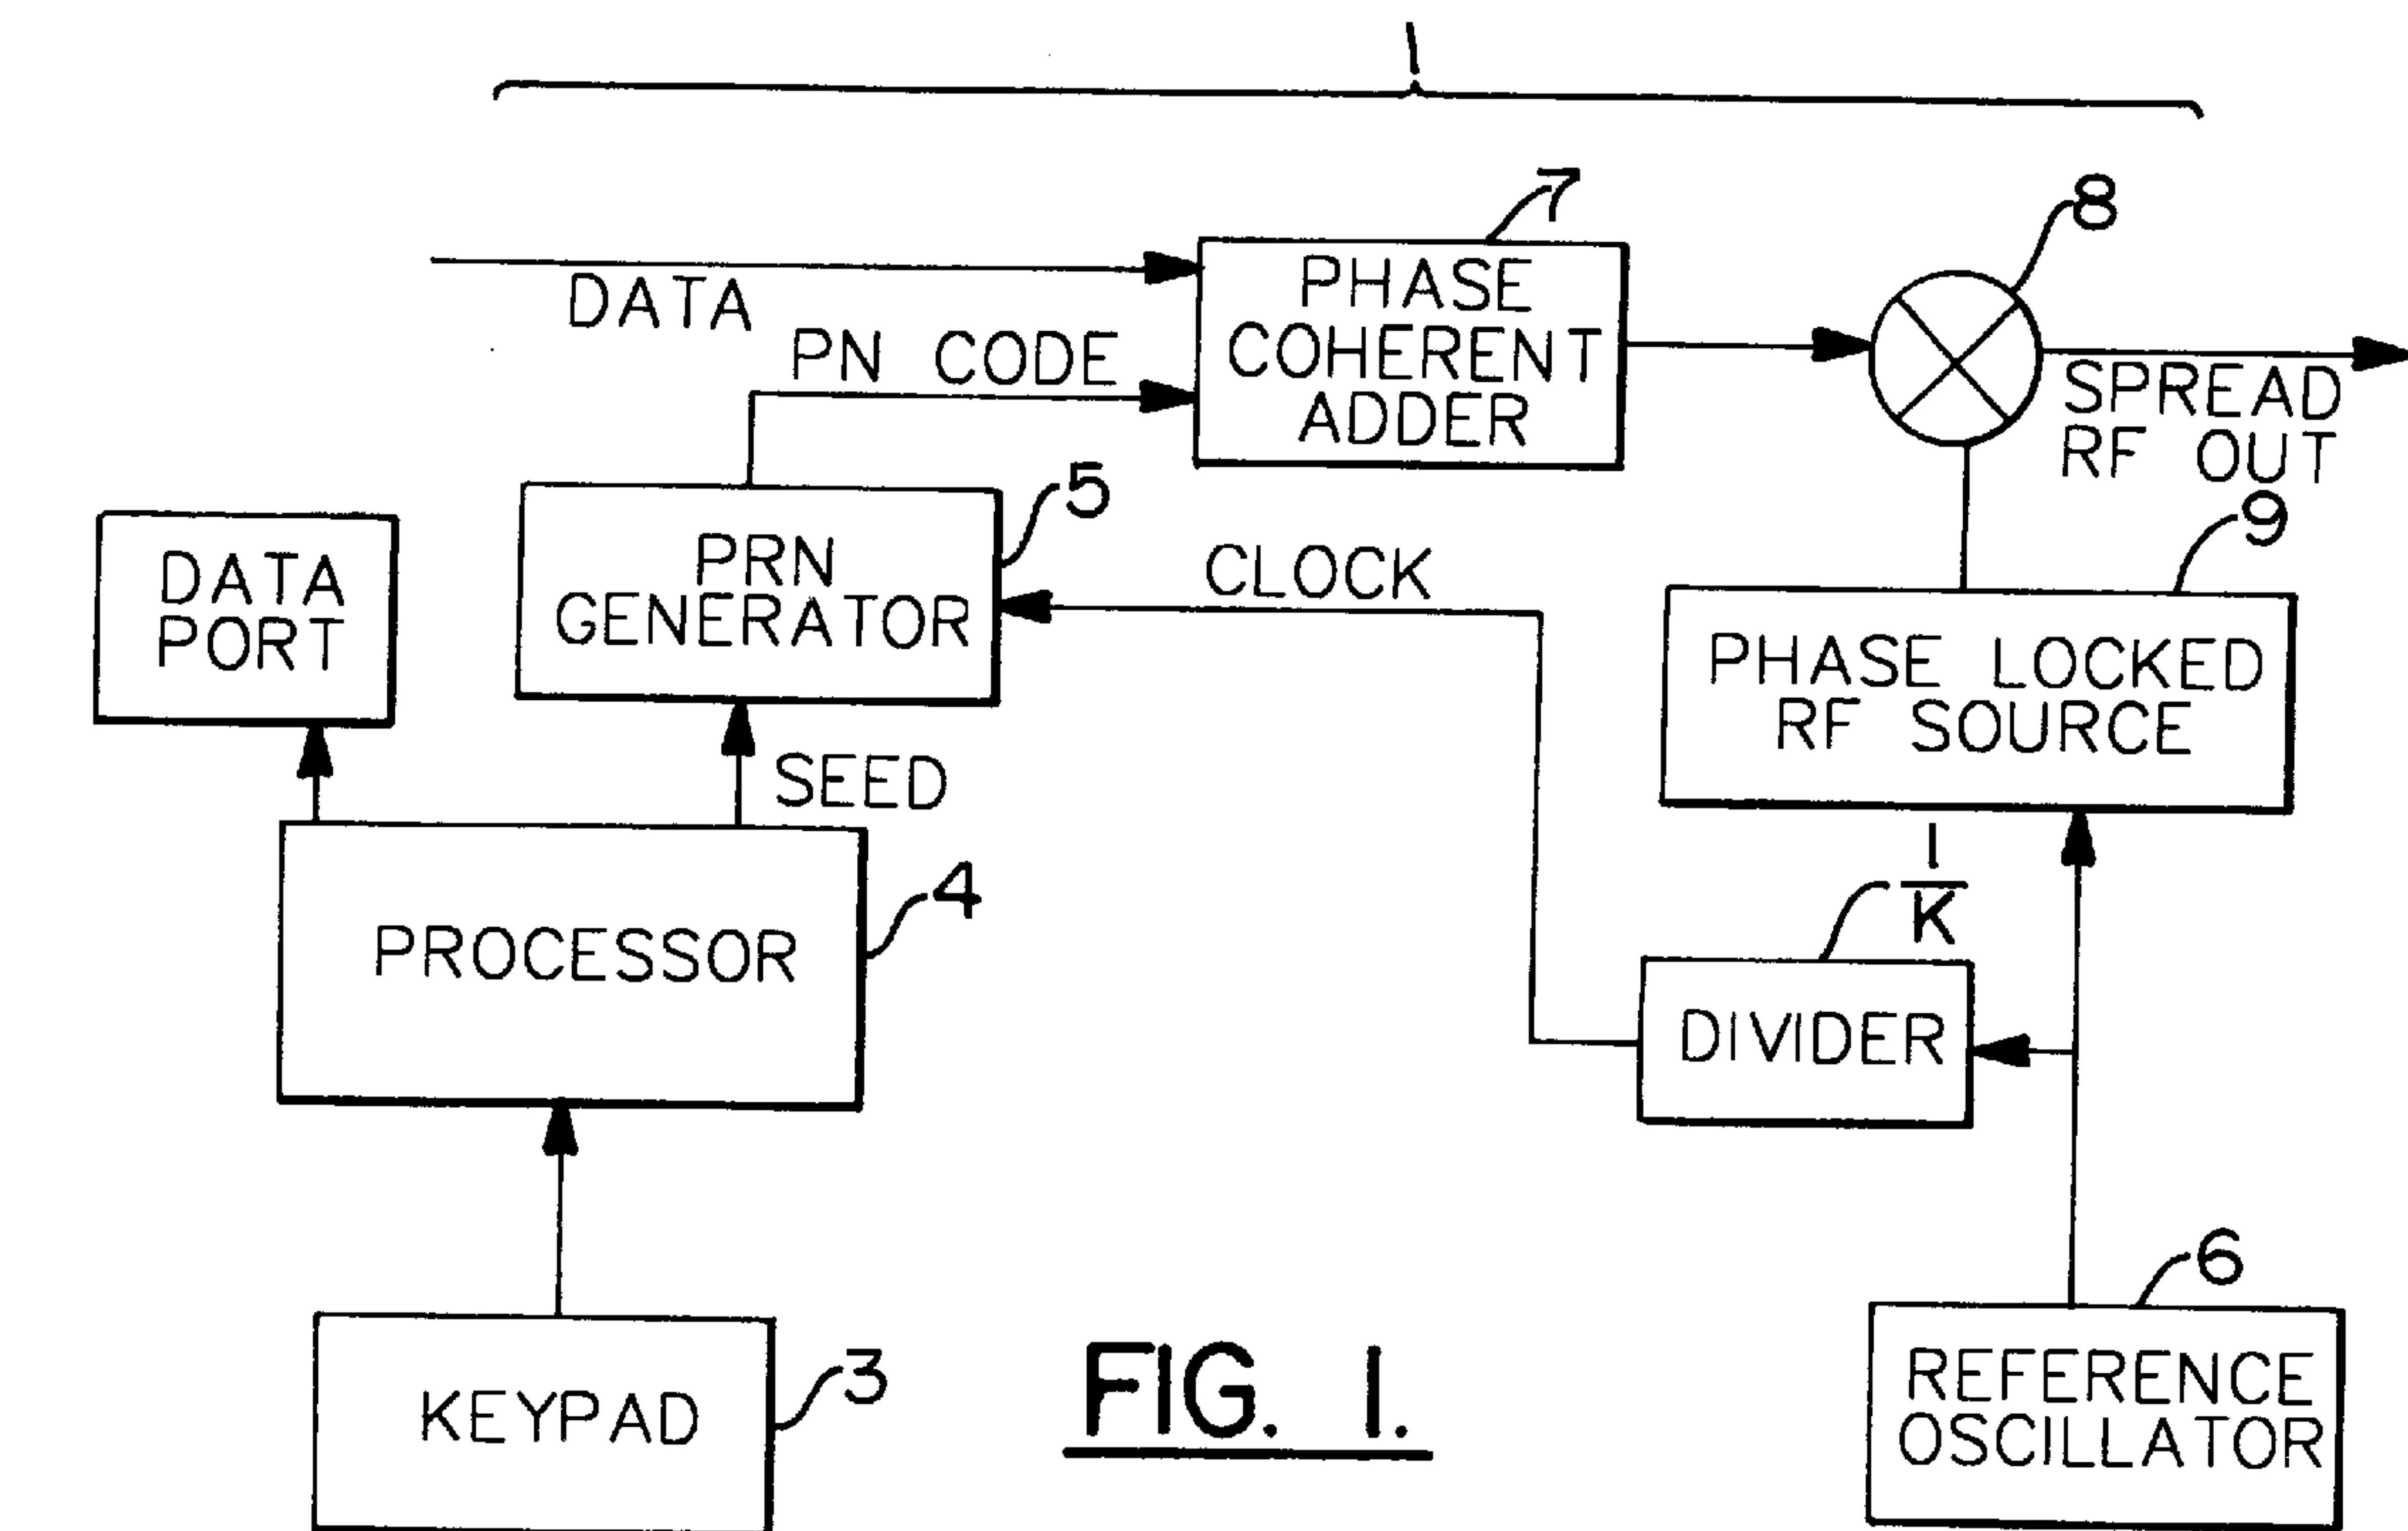 1
7
8
DATA
PHASE
COHERENT
ADDER
PN CODE
SPREAD
RF OUT
5
9
DATA
PORT
PRN
GENERATOR
CLOCK
PHASE LOCKED
RF SOURCE
SEED
1
K
4
PROCESSOR
DIVIDER
6
3
KEYPAD
FIG. 1.
REFERENCE
OSCILLATOR